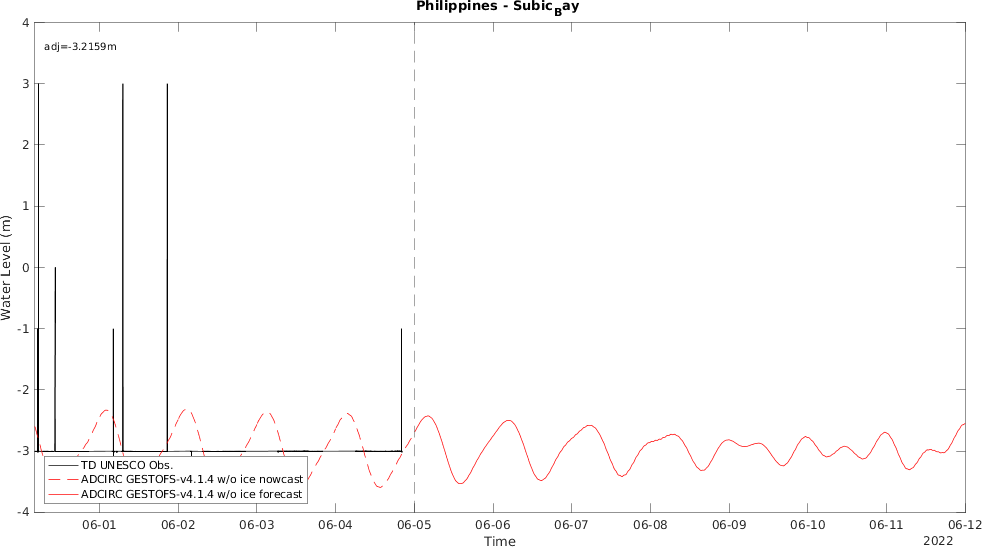 Philippines - Subic_Bay
adj=-3.2159m
4
3
2
1
0
-1
-2
-3
-4
Water Level (m)
TD UNESCO Obs.
ADCIRC GESTOFS-v4.1.4 w/o ice nowcast
ADCIRC GESTOFS-v4.1.4 w/o ice forecast
06-01 06-02 06-03 06-04 06-05 06-06 06-07 06-08 06-09 06-10 06-11 06-12
Time
2022